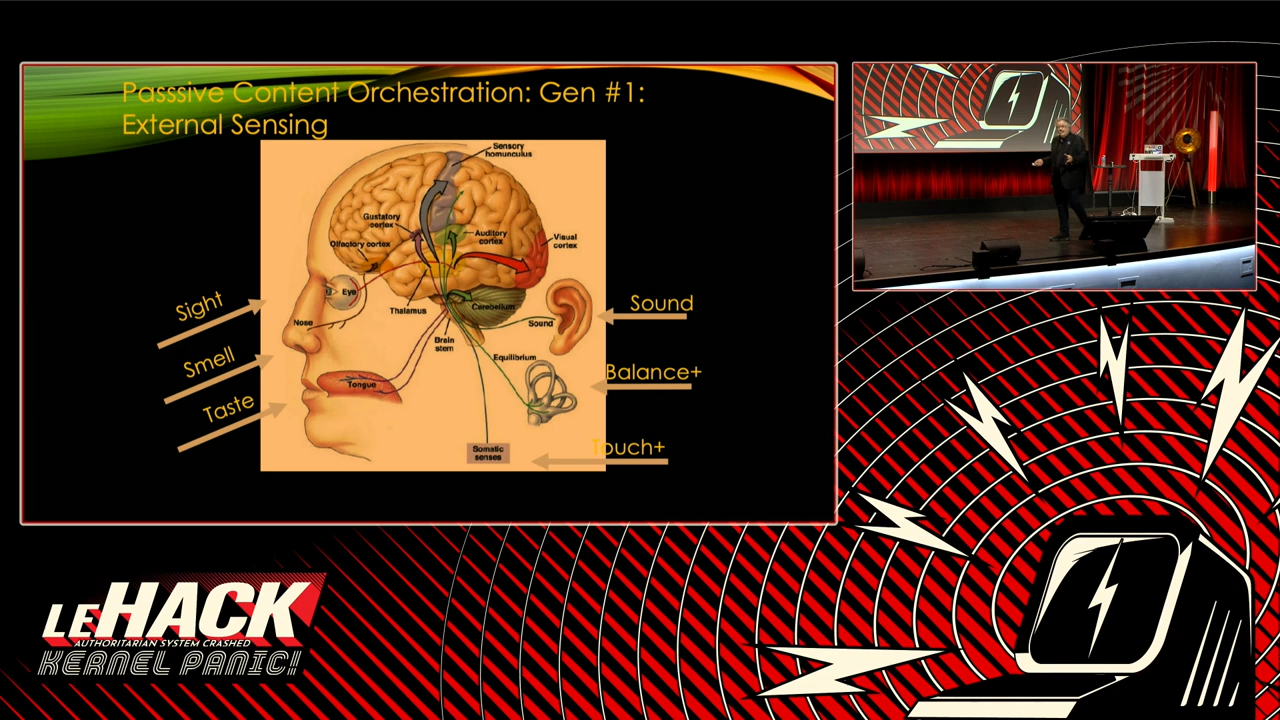 Passsive Content Orchestration: Gen #1:
External Sensing
Sensory
homunculus
Gustatory
cortex
Auditory
cortex
Visual
cortex
Olfactory cortex
Eye
Sight
Nose
Thalamus
Cerebellum
Sound
Sound
Brain
stem
Smell
Equilibrium
Balance+
Tongue
Taste
Touch+
Somatic
senses
LEHACK
AUTHORITARIAN SYSTEM CRASHED
KERNEL PANIC!